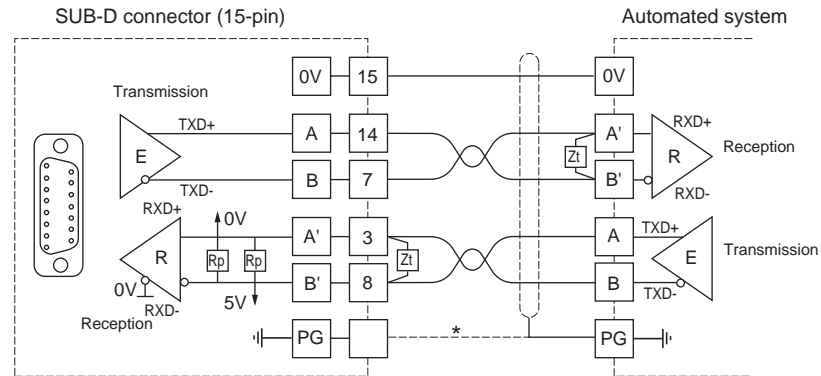 SUB-D connector (15-pin) Automated system
0V 15 0V
Transmission
TXD+ A 14 A' RXD+
E Zt R Reception
TXD- B 7 B' RXD-
RXD+ 0V A' 3 A TXD+
R Rp Rp Zt E Transmission
0V 5V B' 8 B TXD-
RXD-
Reception
PG * PG